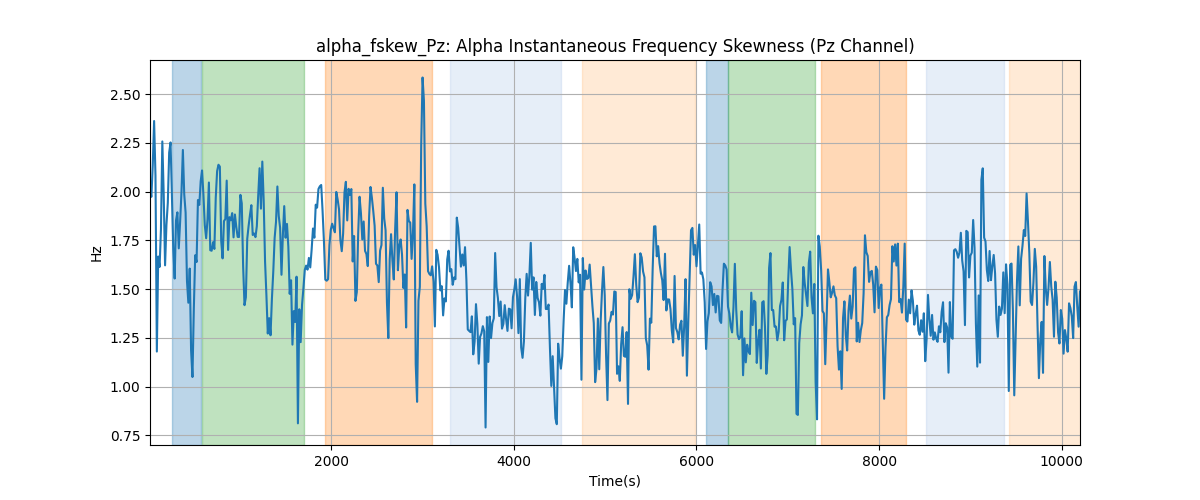 alpha_fskew_Pz: Alpha Instantaneous Frequency Skewness (Pz Channel)
2.50
2.25
2.00
1.75
1.50
1.25
1.00
0.75
Hz
2000 4000 6000 8000 10000
Time(s)